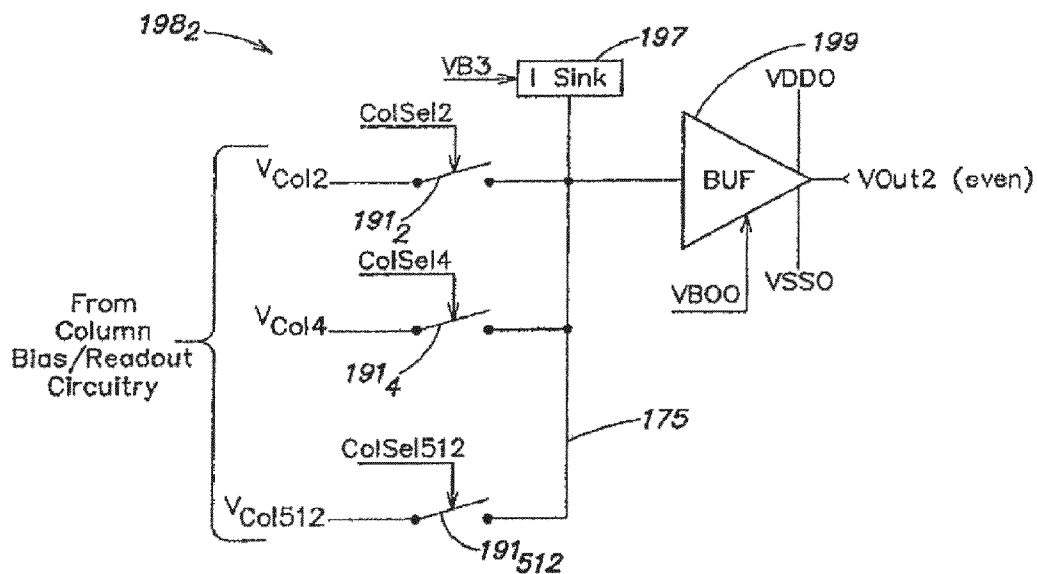 198₂
197
199
VB3
I Sink
VDDO
ColSel2
V_Col2
BUF
VOut2 (even)
191₂
ColSel4
VB00
VSSO
From
Column
Bias/Readout
Circuitry
V_Col4
191₄
175
ColSel512
V_Col512
191₅₁₂